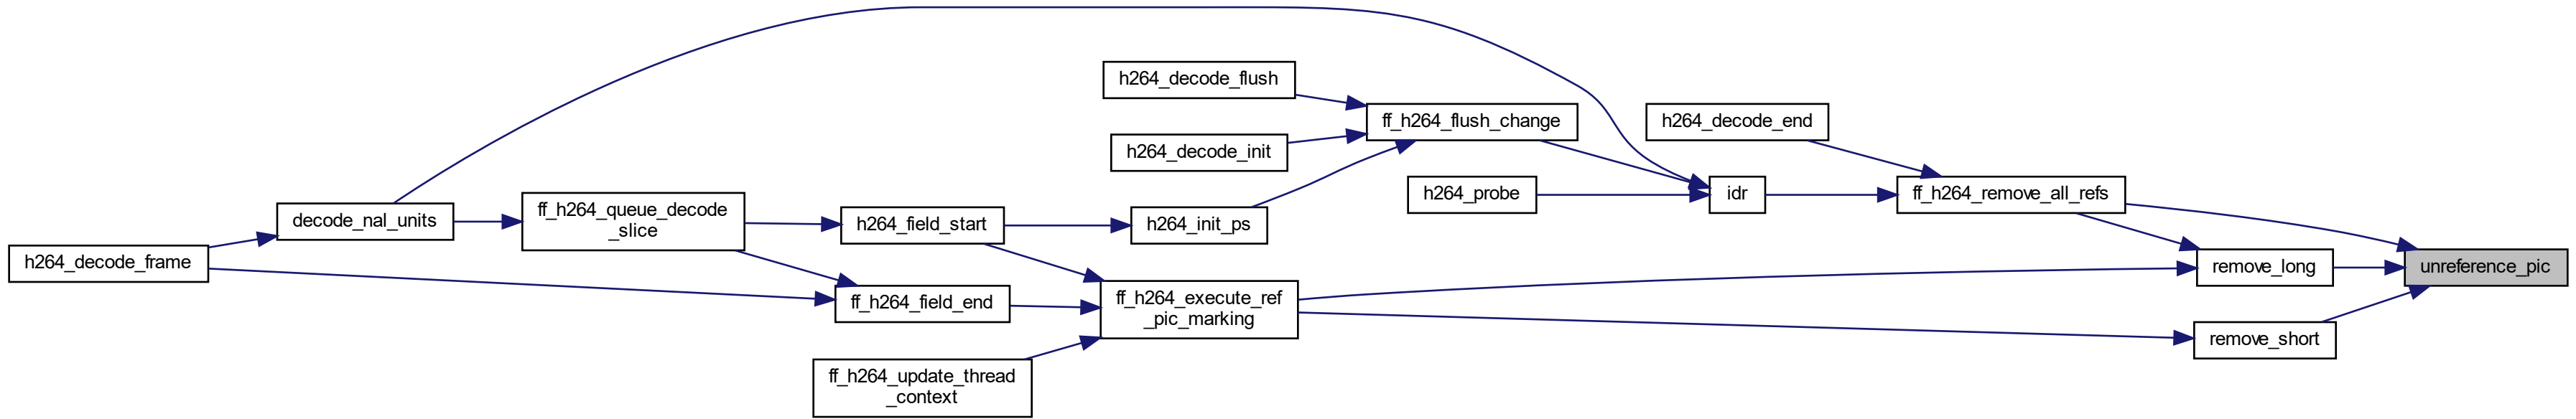 h264_decode_flush
h264_decode_end
ff_h264_flush_change
h264_decode_init
h264_probe
idr
ff_h264_remove_all_refs
decode_nal_units
ff_h264_queue_decode
_slice
h264_field_start
h264_init_ps
h264_decode_frame
remove_long
unreference_pic
ff_h264_field_end
ff_h264_execute_ref
_pic_marking
remove_short
ff_h264_update_thread
_context